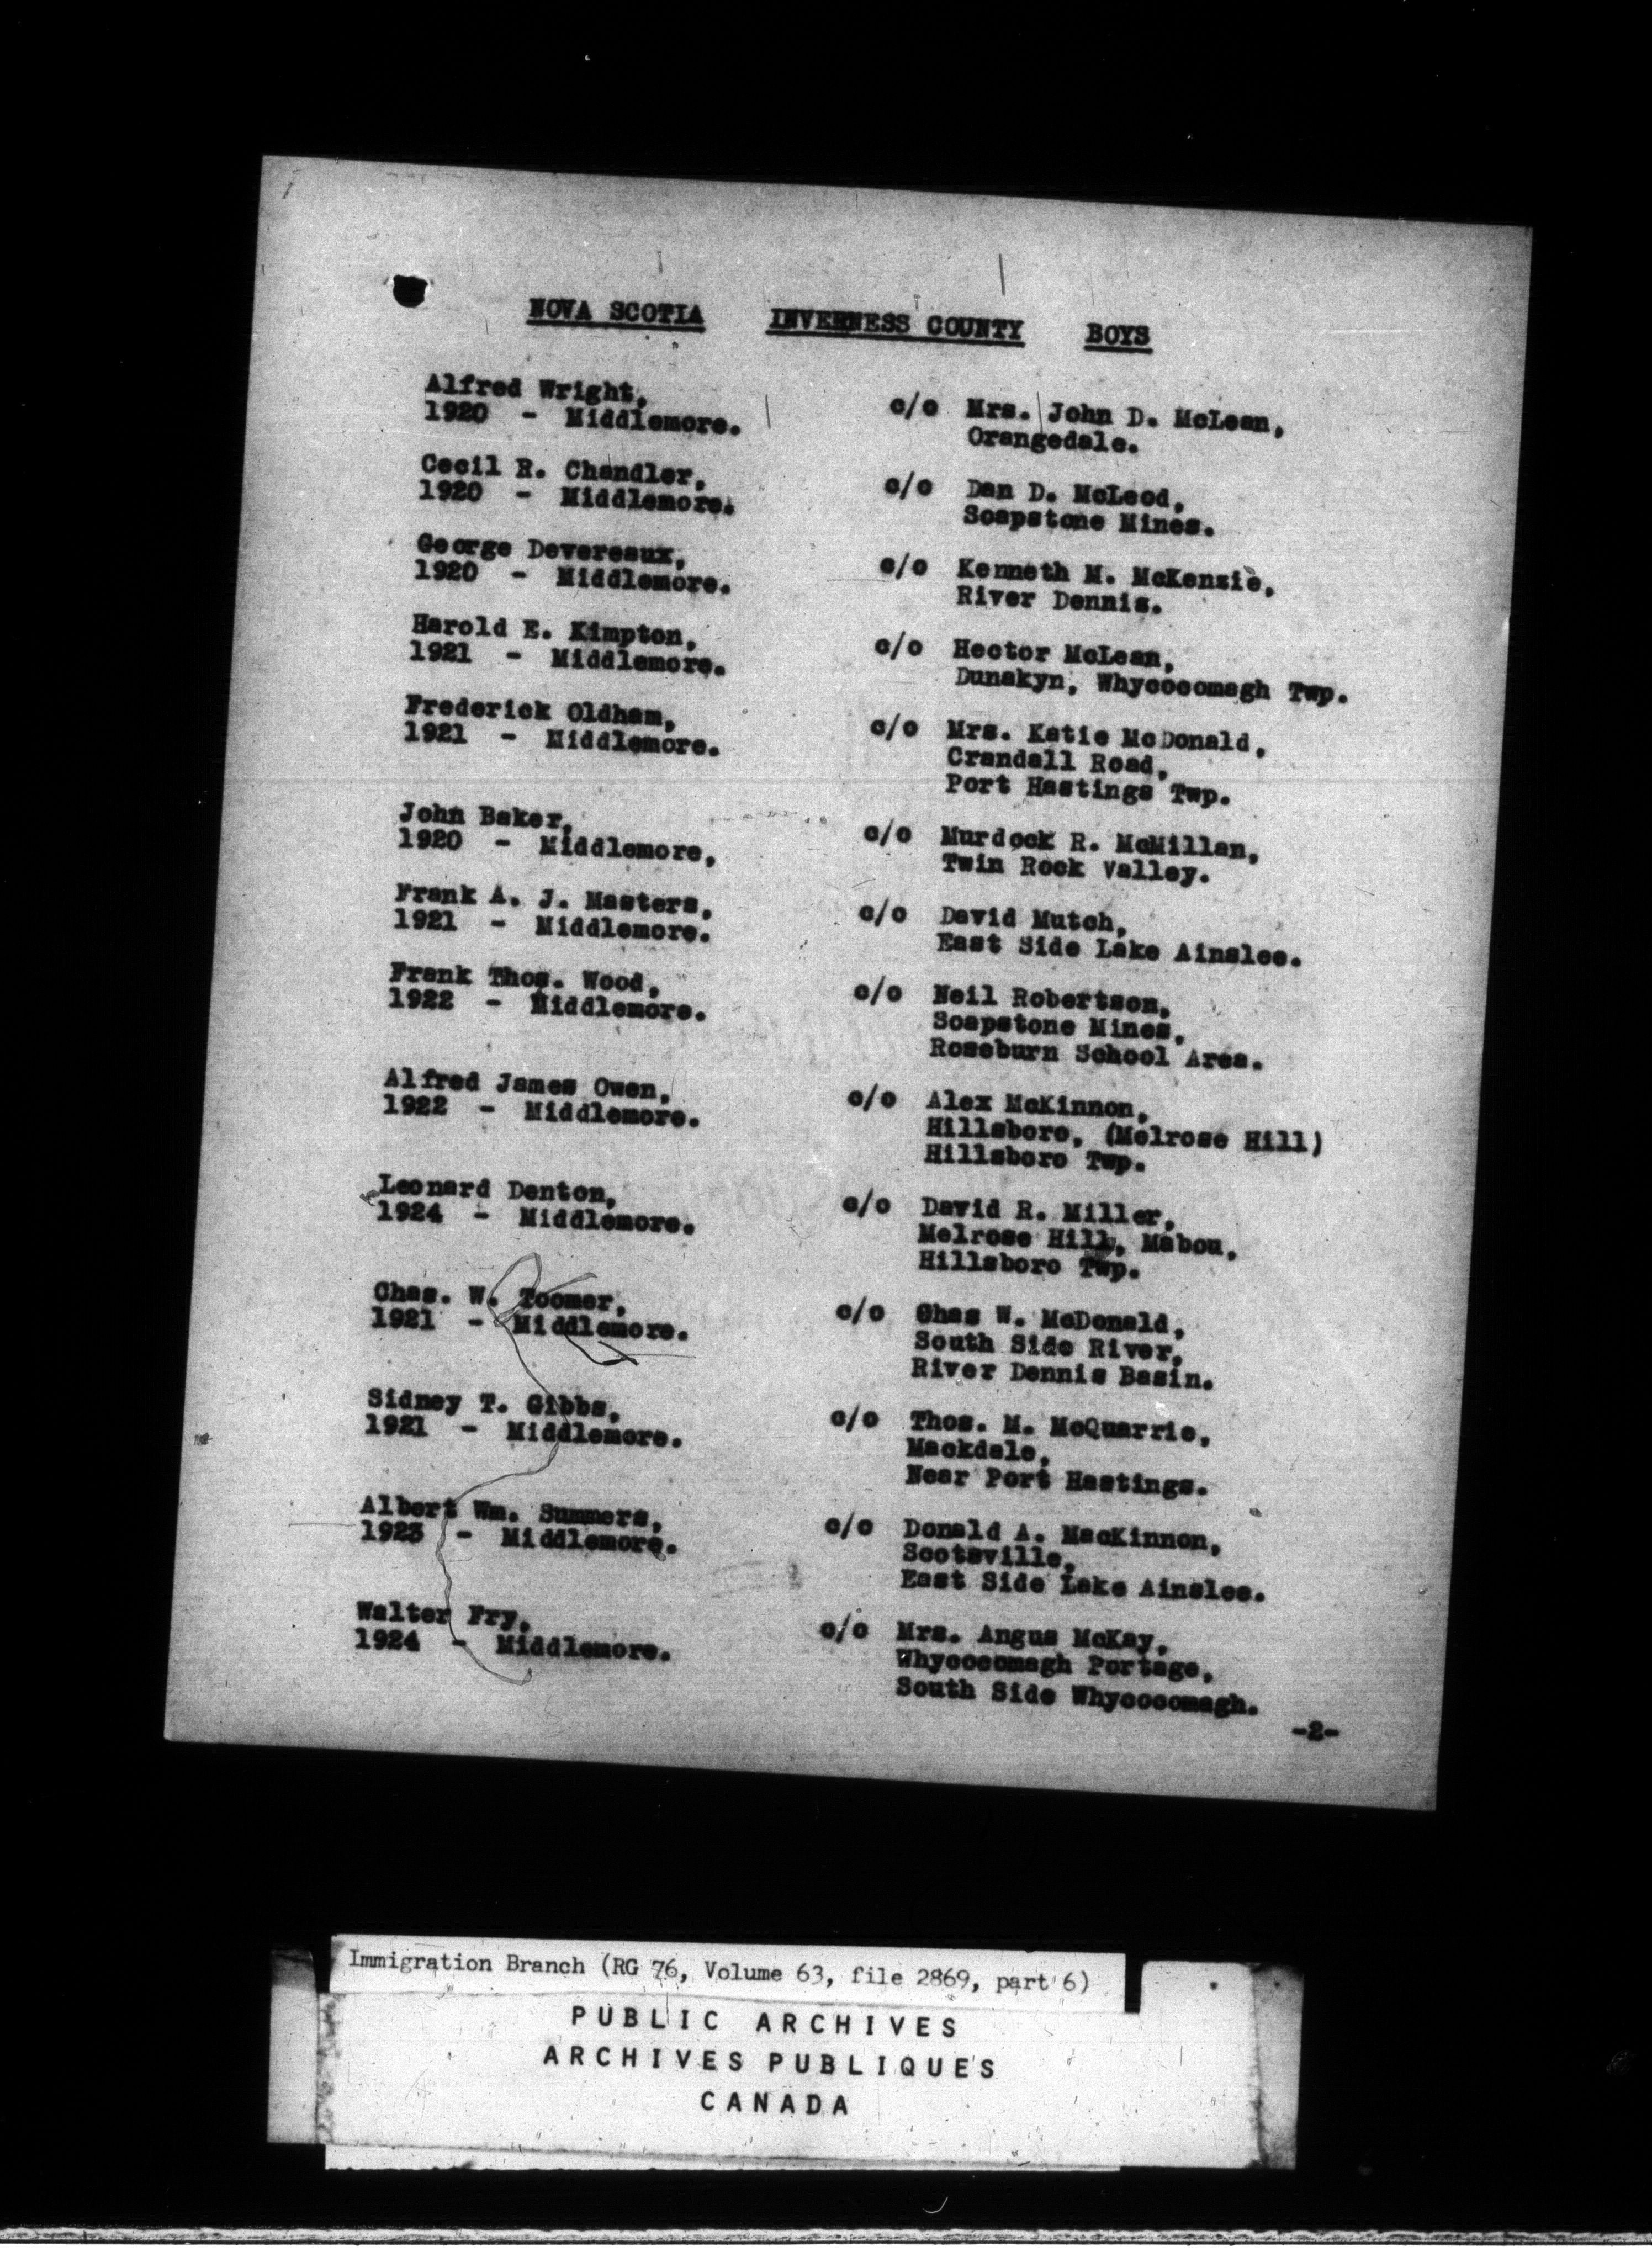 NOVA SCOTIA INVERNESS COUNTY BOYS
Alfred Wright,
1920 - Middlemore.
c/o Mrs. John D. McLean,
Orangedale.
Cecil R. Chandler,
1920 - Middlemore.
c/o Dan D. McLeod,
Soapstone Mines.
George Devereaux,
1920 - Middlemore.
c/o Kenneth M. McKenzie,
River Dennis.
Harold E. Kimpton,
1921 - Middlemore.
c/o Hector McLean,
Dunakyn, Whycocomagh Twp.
Frederick Oldham,
1921 - Middlemore.
c/o Mrs. Katie McDonald,
Crandall Road,
Port Hastings Twp.
John Baker,
1920 - Middlemore,
c/o Murdock R. McMillan,
Twin Rock Valley.
Frank A. J. Masters,
1921 - Middlemore.
c/o David Mutch,
East Side Lake Ainslee.
Frank Thos. Wood,
1922 - Middlemore.
c/o Neil Robertson,
Soapstone Mines,
Roseburn School Area.
Alfred James Owen,
1922 - Middlemore.
c/o Alex McKinnon,
Hillsboro, (Melrose Hill)
Hillsboro Twp.
Leonard Denton,
1924 - Middlemore.
c/o David R. Miller,
Melrose Hill, Mabou,
Hillsboro Twp.
Chas. W. Toomer,
1921 - Middlemore.
c/o Chas W. McDonald,
South Side River,
River Dennis Basin.
Sidney T. Gibbs,
1921 - Middlemore.
c/o Thos. M. McQuarrie,
Mackdale,
Near Port Hastings.
Albert Wm. Summers,
1923 - Middlemore.
c/o Donald A. MacKinnon,
Scotsville,
East Side Lake Ainslee.
Walter Fry,
1924 - Middlemore.
c/o Mrs. Angus McKay,
Whycocomagh Portage,
South Side Whycocomagh.
-2-
Immigration Branch (RG 76, Volume 63, file 2869, part 6)
PUBLIC ARCHIVES
ARCHIVES PUBLIQUES
CANADA